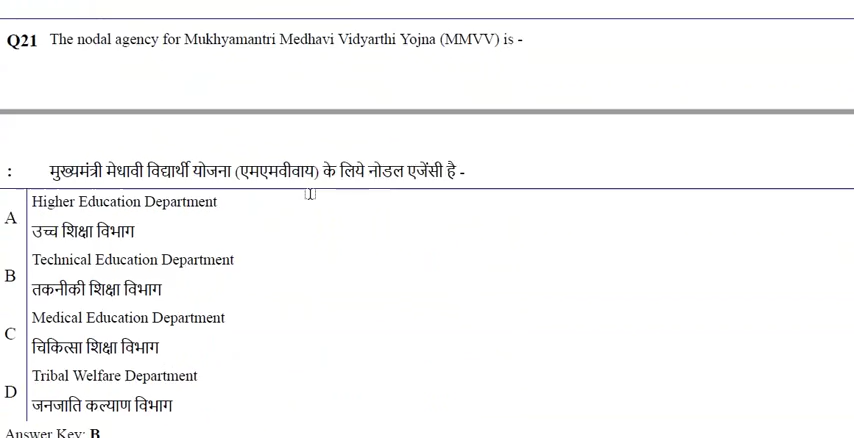 Q21 The nodal agency for Mukhyamantri Medhavi Vidyarthi Yojna (MMVV) is -
: मुख्यमंत्री मेधावी विद्यार्थी योजना (एमएमवीवाय) के लिये नोडल एजेंसी है -
A
Higher Education Department
उच्च शिक्षा विभाग
B
Technical Education Department
तकनीकी शिक्षा विभाग
C
Medical Education Department
चिकित्सा शिक्षा विभाग
D
Tribal Welfare Department
जनजाति कल्याण विभाग
Answer Key: B